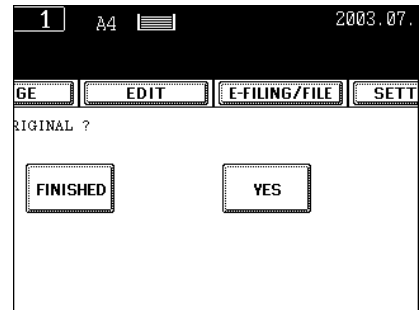 1 A4 2003.07.
GE EDIT E-FILING/FILE SETT
RIGINAL ?
FINISHED YES